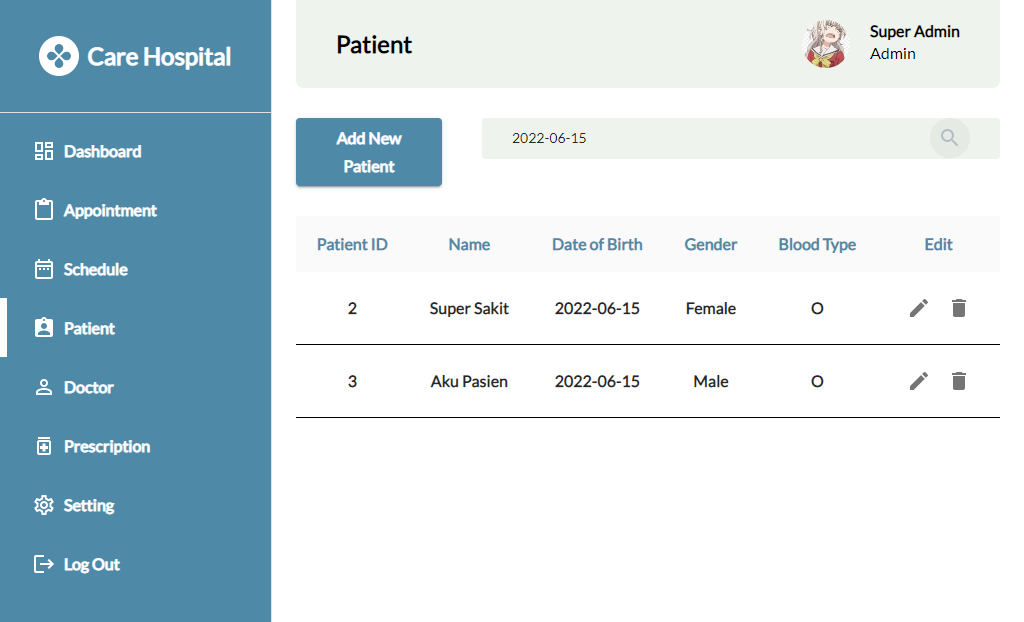 Care Hospital
Dashboard
Appointment
Schedule
Patient
Doctor
Prescription
Setting
Log Out
Patient
Super Admin
Admin
Add New
Patient
2022-06-15
Patient ID Name Date of Birth Gender Blood Type Edit
2 Super Sakit 2022-06-15 Female O
3 Aku Pasien 2022-06-15 Male O